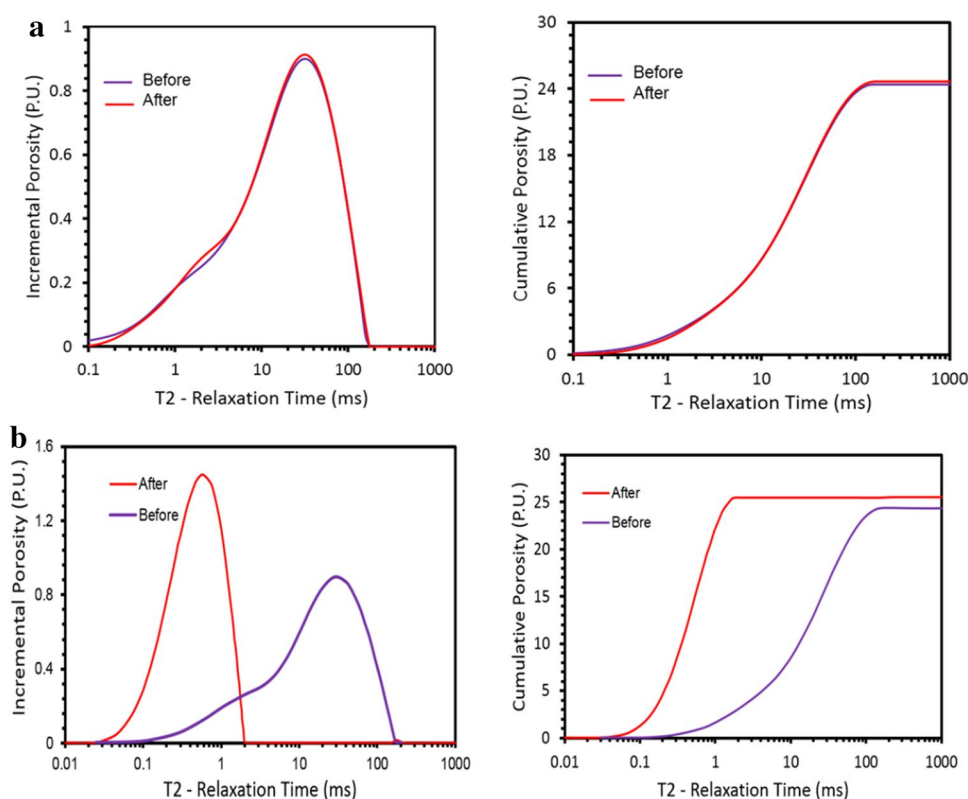 a
Incremental Porosity (P.U.)
1
0.8
0.6
0.4
0.2
0
Before
After
0.1 1 10 100 1000
T2 - Relaxation Time (ms)
Cumulative Porosity (P.U.)
30
24
18
12
6
0
Before
After
0.1 1 10 100 1000
T2 - Relaxation Time (ms)
b
Incremental Porosity (P.U.)
1.6
1.2
0.8
0.4
0
After
Before
0.01 0.1 1 10 100 1000
T2 - Relaxation Time (ms)
Cumulative Porosity (P.U.)
30
25
20
15
10
5
0
After
Before
0.01 0.1 1 10 100 1000
T2 - Relaxation Time (ms)